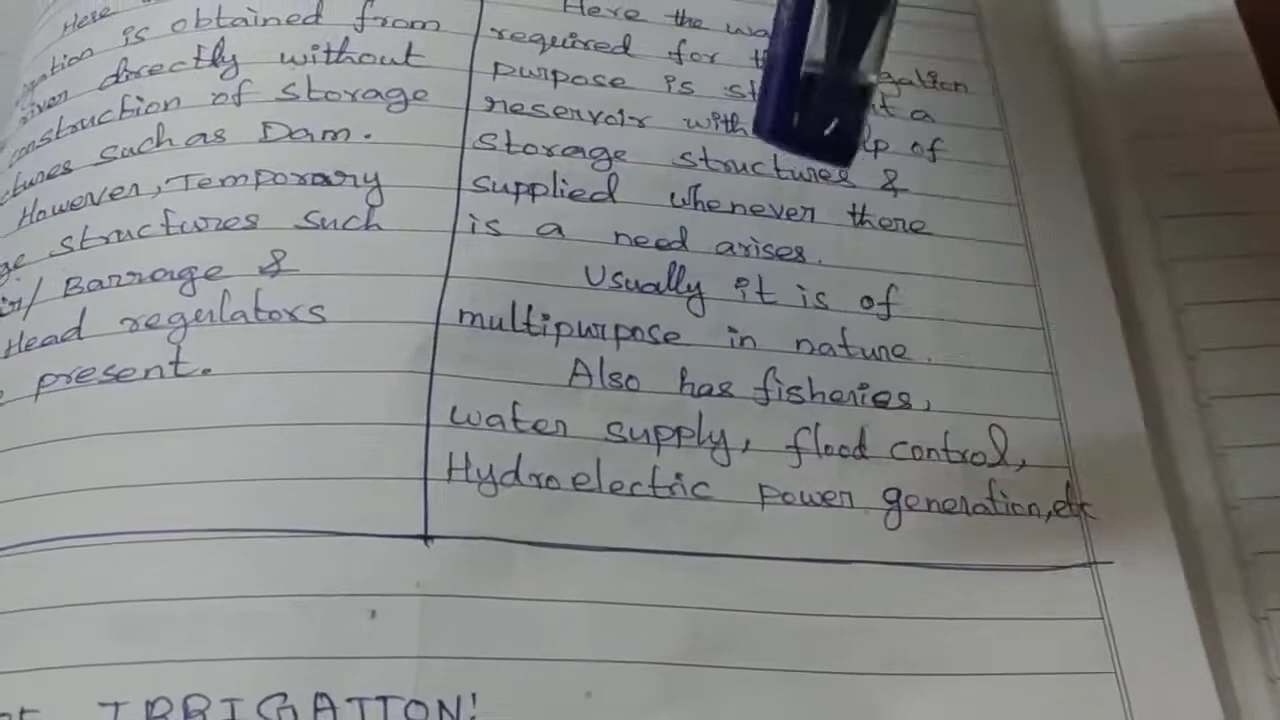 Here
is obtained from
directly without
construction of storage
such as Dam.
However, Temporary
structures such
/ Barrage &
Head regulators
present.
Here the
required for
purpose is
reservoir with of
storage structures &
supplied whenever there
is a need arises.
Usually it is of
multipurpose in nature.
Also has fisheries,
water supply, flood control,
Hydroelectric power generation, etc
IRRIGATION!